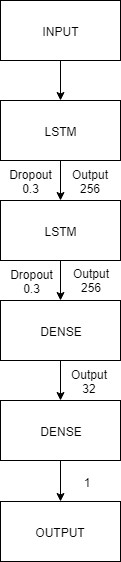 INPUT
LSTM
Dropout
0.3
Output
256
LSTM
Dropout
0.3
Output
256
DENSE
Output
32
DENSE
1
OUTPUT